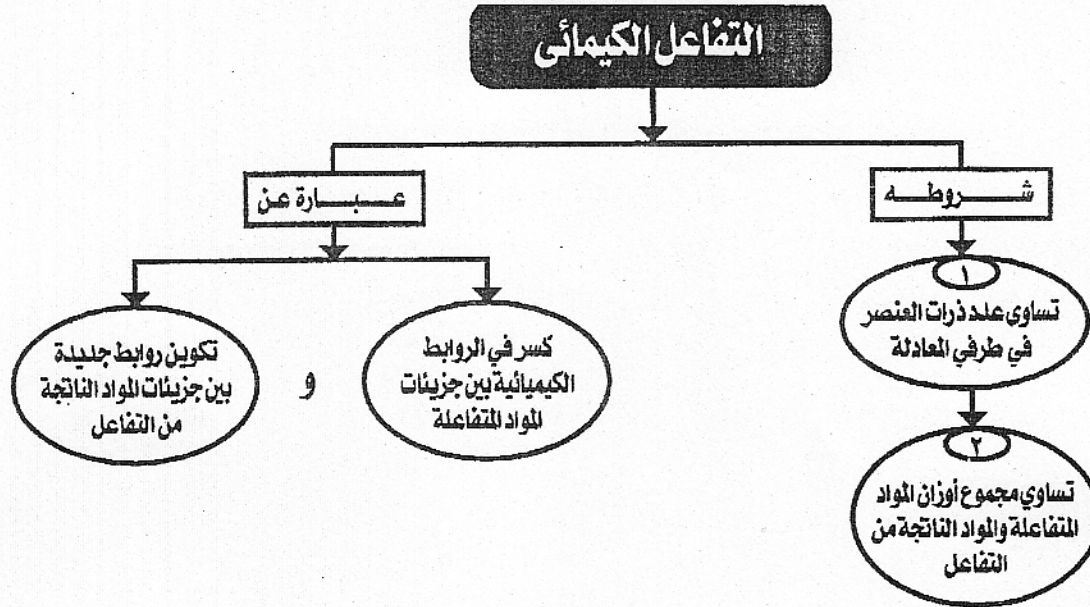 التفاعل الكيمائى
شروطه
١
تساوي عدد ذرات العنصر
في طرفي المعادلة
٢
تساوي مجموع أوزان المواد
المتفاعلة والمواد الناتجة من
التفاعل
عبارة عن
كسر في الروابط
الكيميائية بين جزيئات
المواد المتفاعلة
و
تكوين روابط جديدة
بين جزيئات المواد الناتجة
من التفاعل